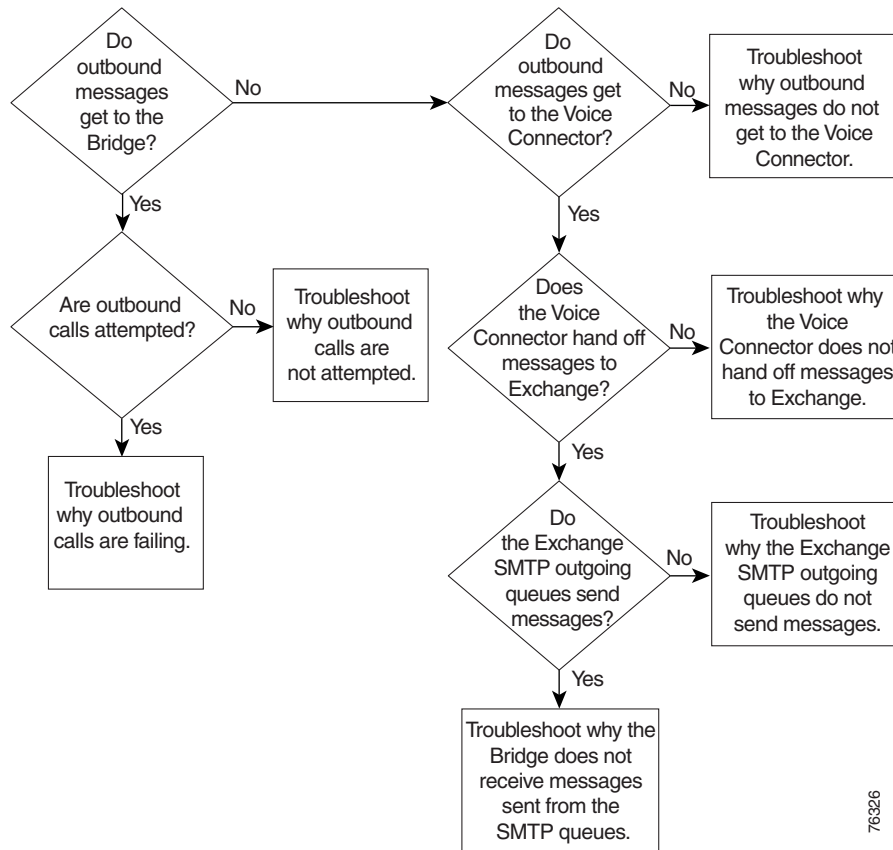 Do
outbound
messages
get to the
Bridge?
No
Do
outbound
messages get
to the Voice
Connector?
No
Troubleshoot
why outbound
messages do not
get to the Voice
Connector.
Yes
Yes
Are outbound
calls attempted?
No
Troubleshoot
why outbound
calls are
not attempted.
Does
the Voice
Connector hand off
messages to
Exchange?
No
Troubleshoot why
the Voice
Connector does not
hand off messages
to Exchange.
Yes
Yes
Troubleshoot
why outbound
calls are failing.
Do
the Exchange
SMTP outgoing
queues send
messages?
No
Troubleshoot
why the Exchange
SMTP outgoing
queues do not
send messages.
Yes
Troubleshoot why the
Bridge does not
receive messages
sent from the
SMTP queues.
76326